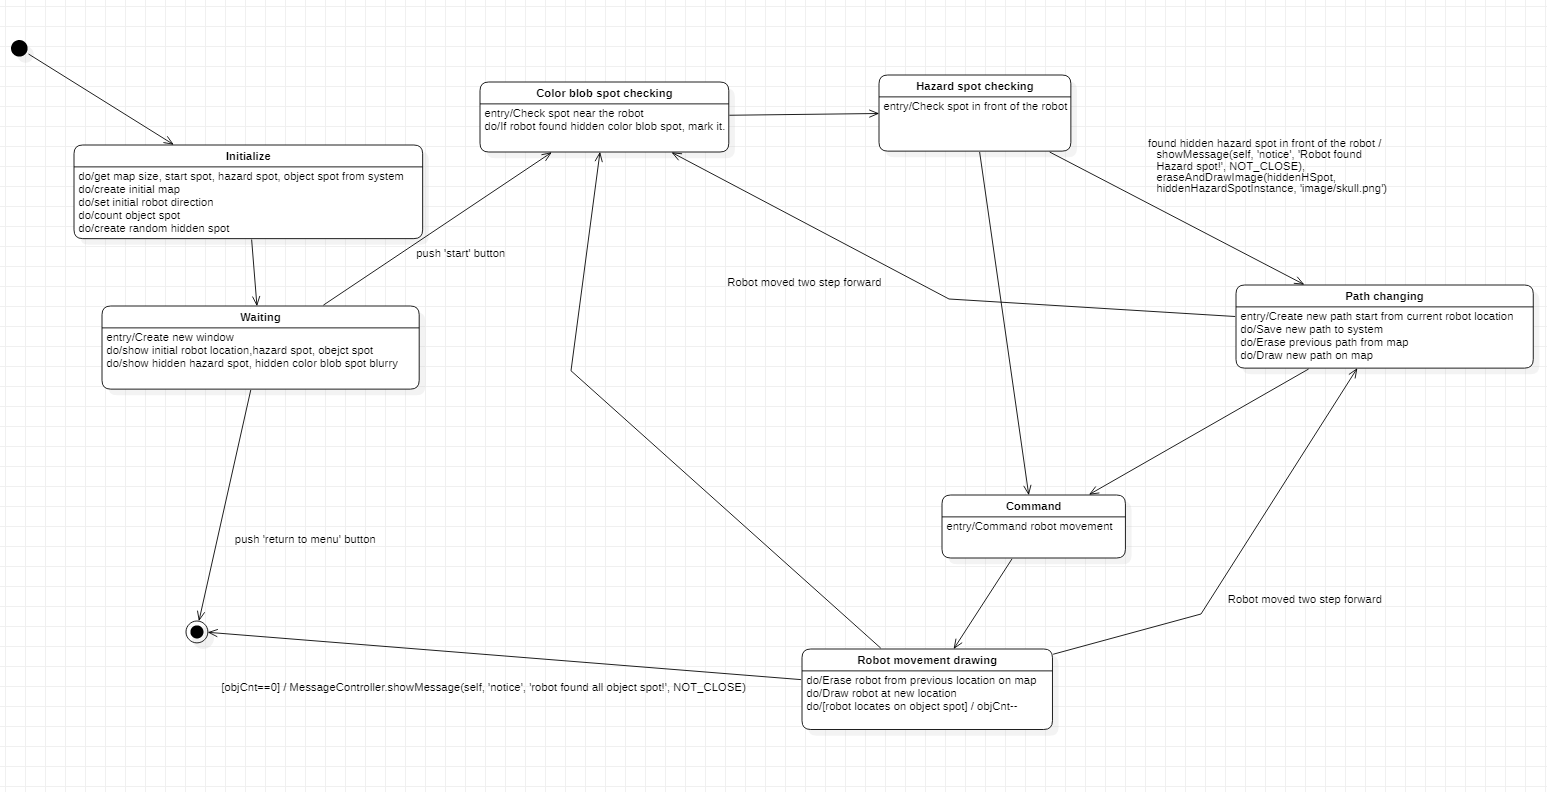 Color blob spot checking
entry/Check spot near the robot
do/If robot found hidden color blob spot, mark it.
Hazard spot checking
entry/Check spot in front of the robot
found hidden hazard spot in front of the robot /
showMessage(self, 'notice', 'Robot found
Hazard spot!', NOT_CLOSE),
eraseAndDrawImage(hiddenHSpot,
hiddenHazardSpotInstance, 'image/skull.png')
Initialize
do/get map size, start spot, hazard spot, object spot from system
do/create initial map
do/set initial robot direction
do/count object spot
do/create random hidden spot
push 'start' button
Robot moved two step forward
Waiting
entry/Create new window
do/show initial robot location,hazard spot, obejct spot
do/show hidden hazard spot, hidden color blob spot blurry
Path changing
entry/Create new path start from current robot location
do/Save new path to system
do/Erase previous path from map
do/Draw new path on map
Command
entry/Command robot movement
push 'return to menu' button
Robot moved two step forward
Robot movement drawing
do/Erase robot from previous location on map
do/Draw robot at new location
do/[robot locates on object spot] / objCnt--
[objCnt==0] / MessageController.showMessage(self, 'notice', 'robot found all object spot!', NOT_CLOSE)